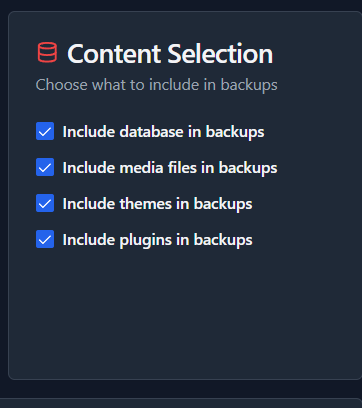 Content Selection
Choose what to include in backups
Include database in backups
Include media files in backups
Include themes in backups
Include plugins in backups